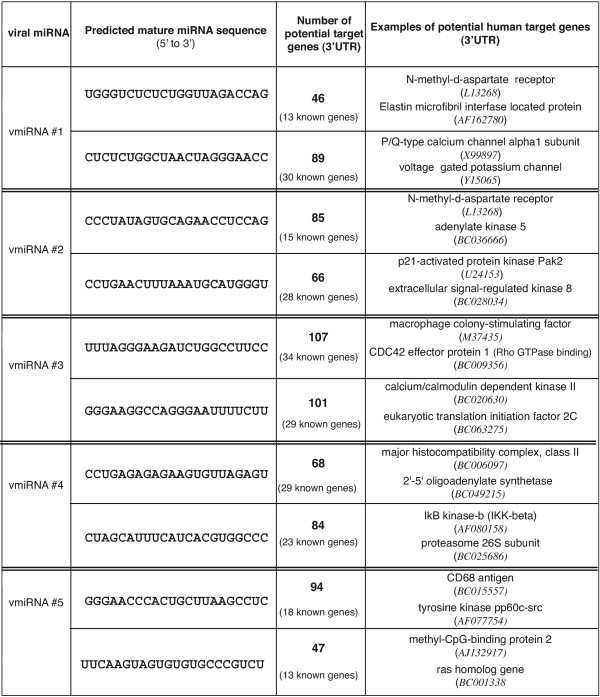 viral miRNA
Predicted mature miRNA sequence
(5' to 3')
Number of
potential target
genes (3'UTR)
Examples of potential human target genes
(3'UTR)
vmiRNA #1
UGGGUCUCUCUGGUUAGACCAG
46
(13 known genes)
N-methyl-d-aspartate receptor
(L13268)
Elastin microfibril interfase located protein
(AF162780)
CUCUCUGGCUAACUAGGGAACC
89
(30 known genes)
P/Q-type calcium channel alpha1 subunit
(X99897)
voltage gated potassium channel
(Y15065)
vmiRNA #2
CCCUAUAGUGCAGAACCUCCAG
85
(15 known genes)
N-methyl-d-aspartate receptor
(L13268)
adenylate kinase 5
(BC036666)
CCUGAACUUUAAAUGCAUGGGU
66
(28 known genes)
p21-activated protein kinase Pak2
(U24153)
extracellular signal-regulated kinase 8
(BC028034)
vmiRNA #3
UUUAGGGAAGAUCUGGCCUUCC
107
(34 known genes)
macrophage colony-stimulating factor
(M37435)
CDC42 effector protein 1 (Rho GTPase binding)
(BC009356)
GGGAAGGCCAGGGAAUUUUCUU
101
(29 known genes)
calcium/calmodulin dependent kinase II
(BC020630)
eukaryotic translation initiation factor 2C
(BC063275)
vmiRNA #4
CCUGAGAGAGAAGUGUUAGAGU
68
(29 known genes)
major histocompatibility complex, class II
(BC006097)
2'-5' oligoadenylate synthetase
(BC049215)
CUAGCAUUUCAUCACGUGGCCC
84
(23 known genes)
IkB kinase-b (IKK-beta)
(AF080158)
proteasome 26S subunit
(BC025686)
vmiRNA #5
GGGAACCCACUGCUUAAGCCUC
94
(18 known genes)
CD68 antigen
(BC015557)
tyrosine kinase pp60c-src
(AF077754)
UUCAAGUAGUGUGUGCCCGUCU
47
(13 known genes)
methyl-CpG-binding protein 2
(AJ132917)
ras homolog gene
(BC001338